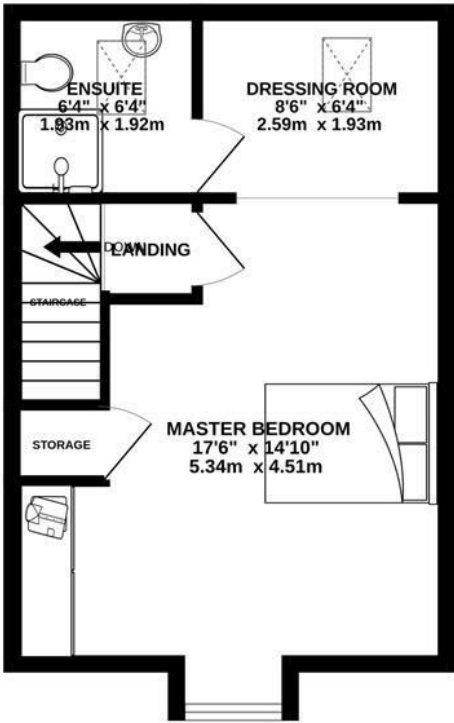 ENSUITE
6'4" x 6'4"
1.93m x 1.92m
DRESSING ROOM
8'6" x 6'4"
2.59m x 1.93m
DOWN
LANDING
STAIRCASE
STORAGE
MASTER BEDROOM
17'6" x 14'10"
5.34m x 4.51m